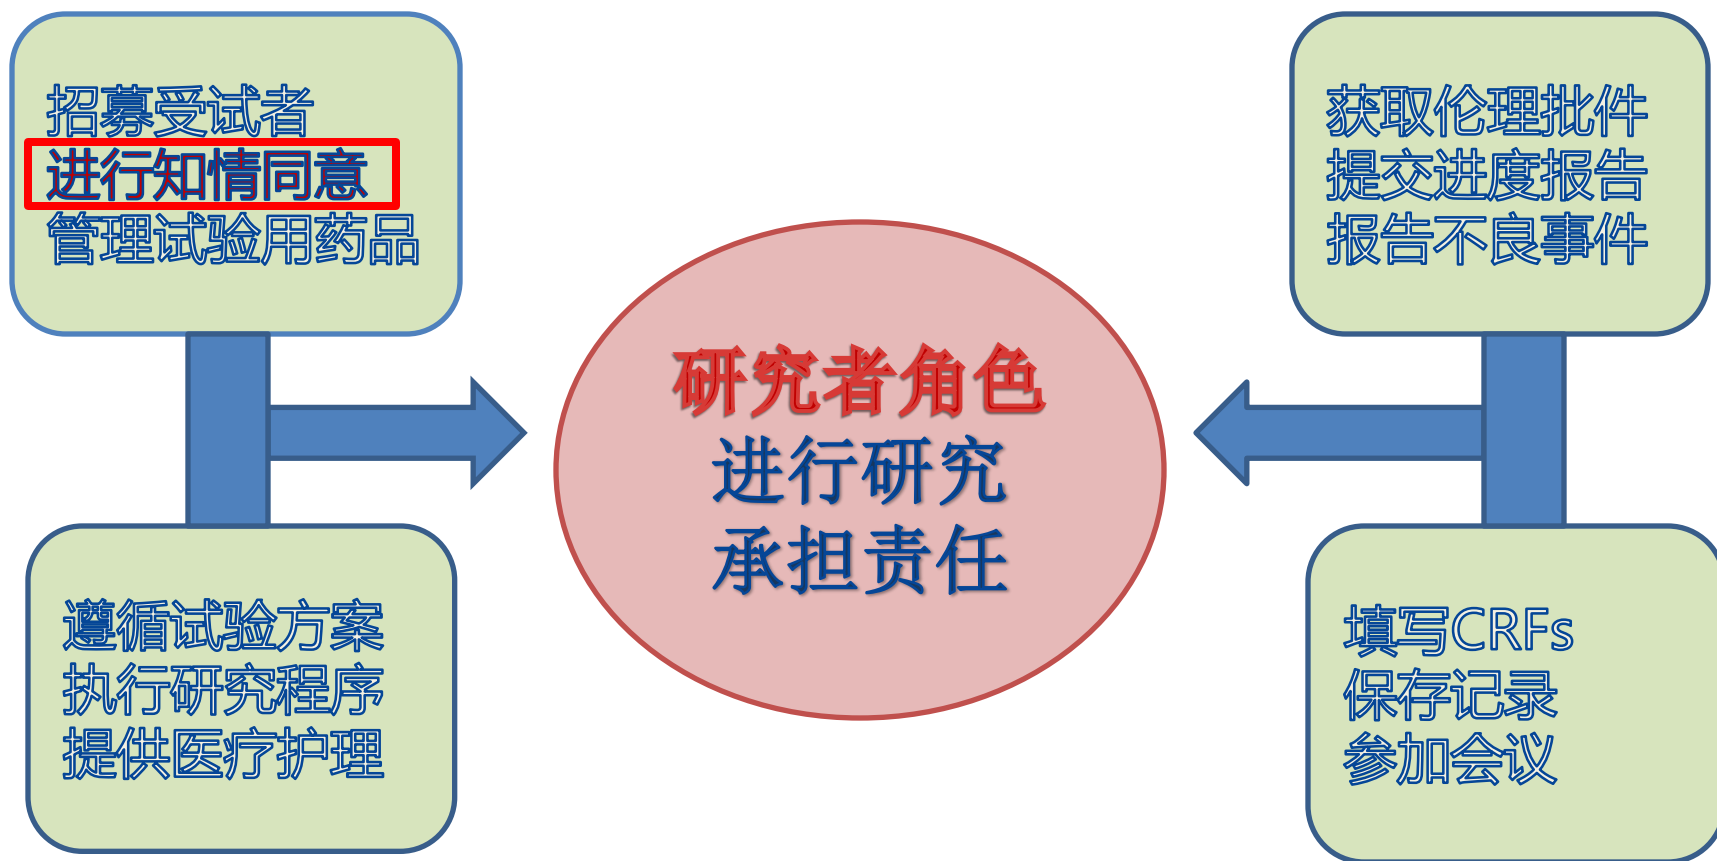 招募受试者
进行知情同意
管理试验用药品
获取伦理批件
提交进度报告
报告不良事件
研究者角色
进行研究
承担责任
遵循试验方案
执行研究程序
提供医疗护理
填写CRFs
保存记录
参加会议